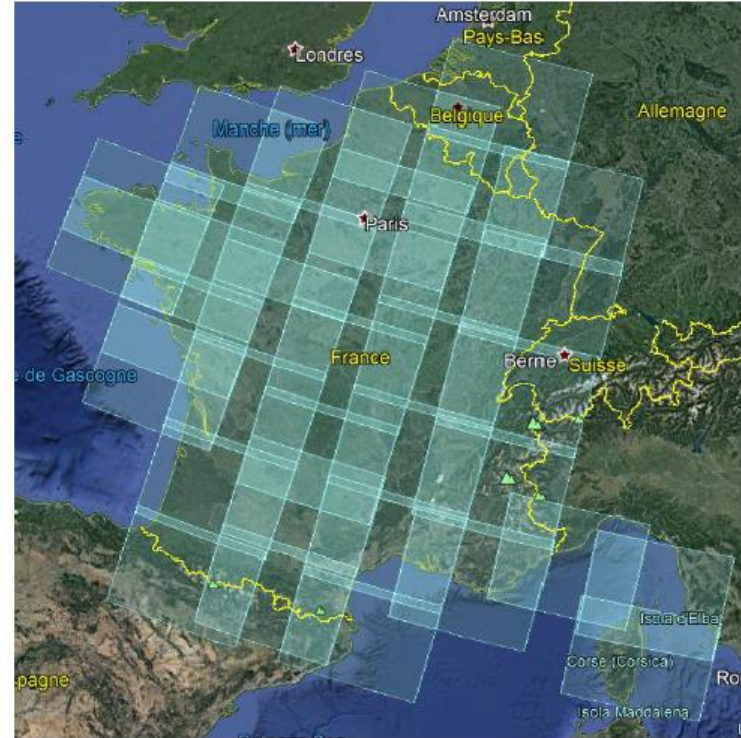 Amsterdam
Pays-Bas
Londres
Allemagne
Belgique
Manche (mer)
Paris
France
Berne
Suisse
e de Gascogne
Isola d'Elba
Corse (Corsica)
Ro
pagne
Isola Maddalena